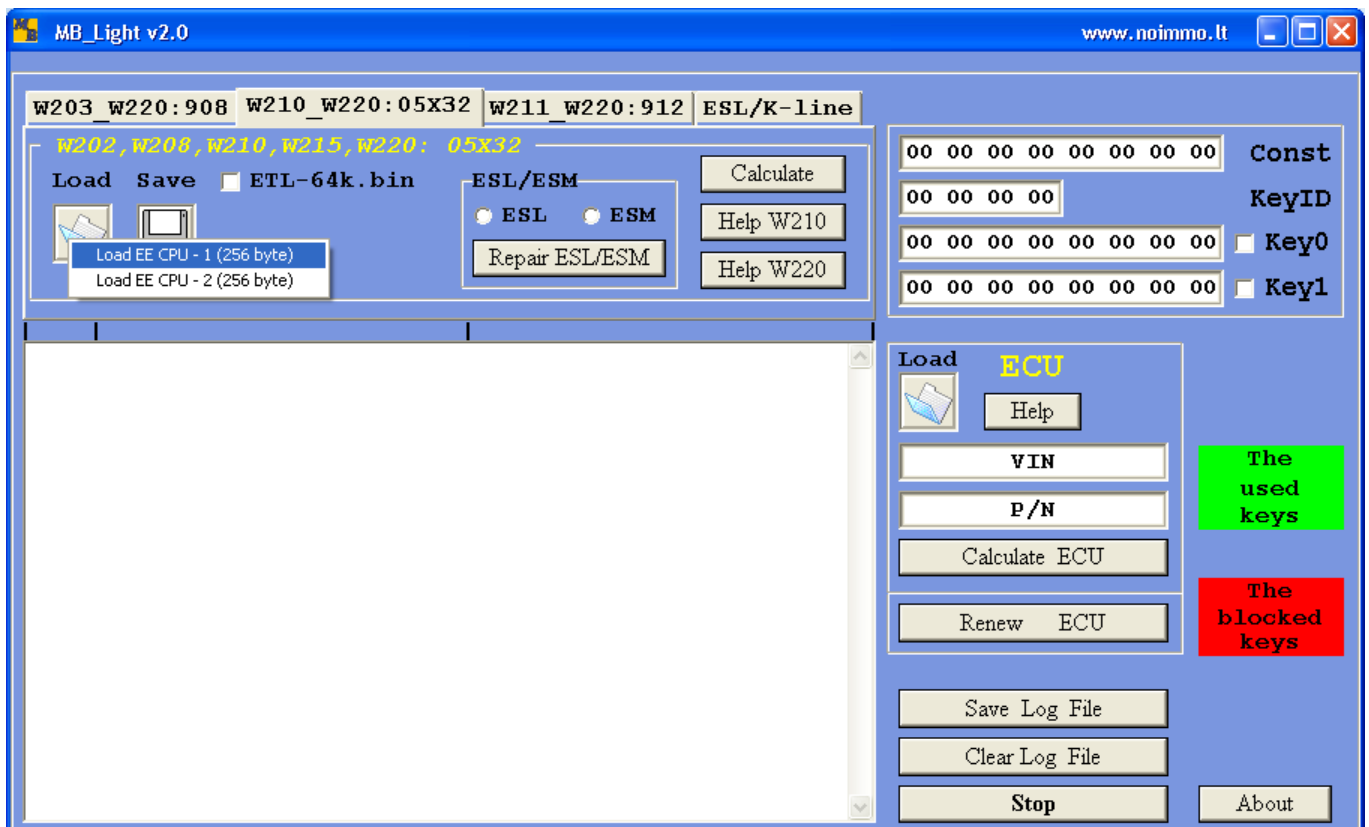 MB_Light v2.0 www.noimmo.lt
W203_W220:908 W210_W220:05X32 W211_W220:912 ESL/K-line
W202,W208,W210,W215,W220: 05X32
Load Save ETL-64k.bin
Load EE CPU - 1 (256 byte)
Load EE CPU - 2 (256 byte)
ESL/ESM
ESL ESM
Repair ESL/ESM
Calculate
Help W210
Help W220
00 00 00 00 00 00 00 00 Const
00 00 00 00 KeyID
00 00 00 00 00 00 00 00 Key0
00 00 00 00 00 00 00 00 Key1
Load ECU
Help
VIN
P/N
Calculate ECU
Renew ECU
The
used
keys
The
blocked
keys
Save Log File
Clear Log File
Stop
About